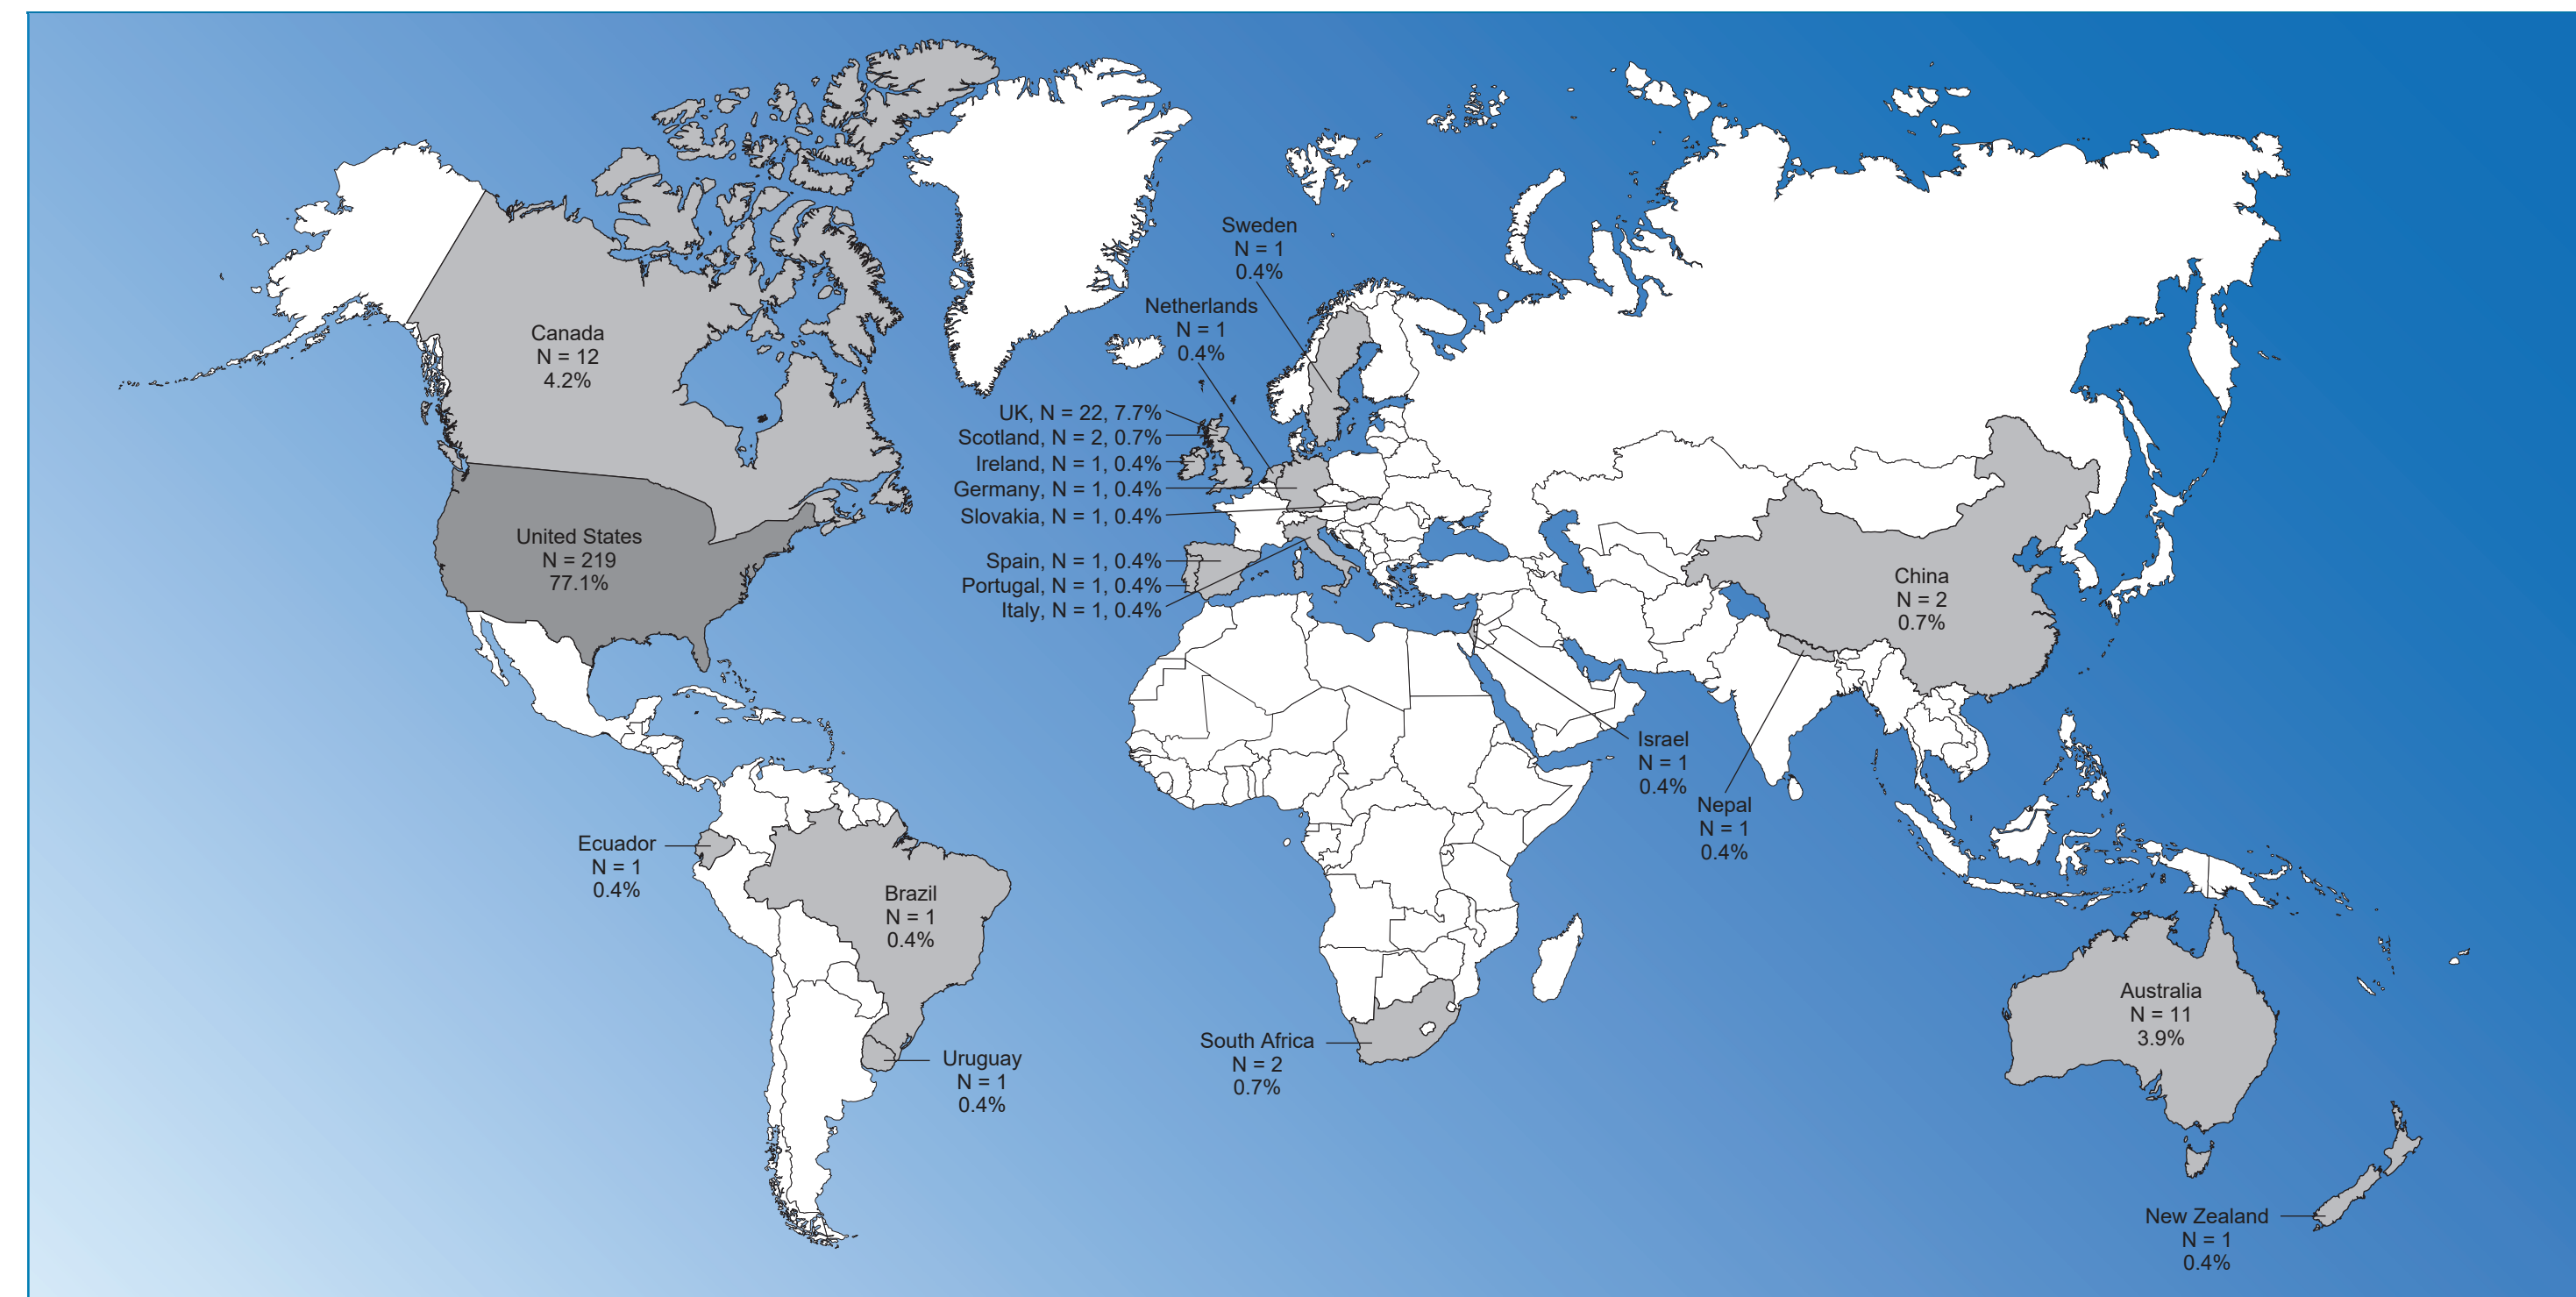 Sweden
N = 1
0.4%
Netherlands
N = 1
0.4%
Canada
N = 12
4.2%
UK, N = 22, 7.7%
Scotland, N = 2, 0.7%
Ireland, N = 1, 0.4%
Germany, N = 1, 0.4%
Slovakia, N = 1, 0.4%
Spain, N = 1, 0.4%
Portugal, N = 1, 0.4%
Italy, N = 1, 0.4%
United States
N = 219
77.1%
China
N = 2
0.7%
Israel
N = 1
0.4%
Nepal
N = 1
0.4%
Ecuador
N = 1
0.4%
Brazil
N = 1
0.4%
Uruguay
N = 1
0.4%
South Africa
N = 2
0.7%
Australia
N = 11
3.9%
New Zealand
N = 1
0.4%